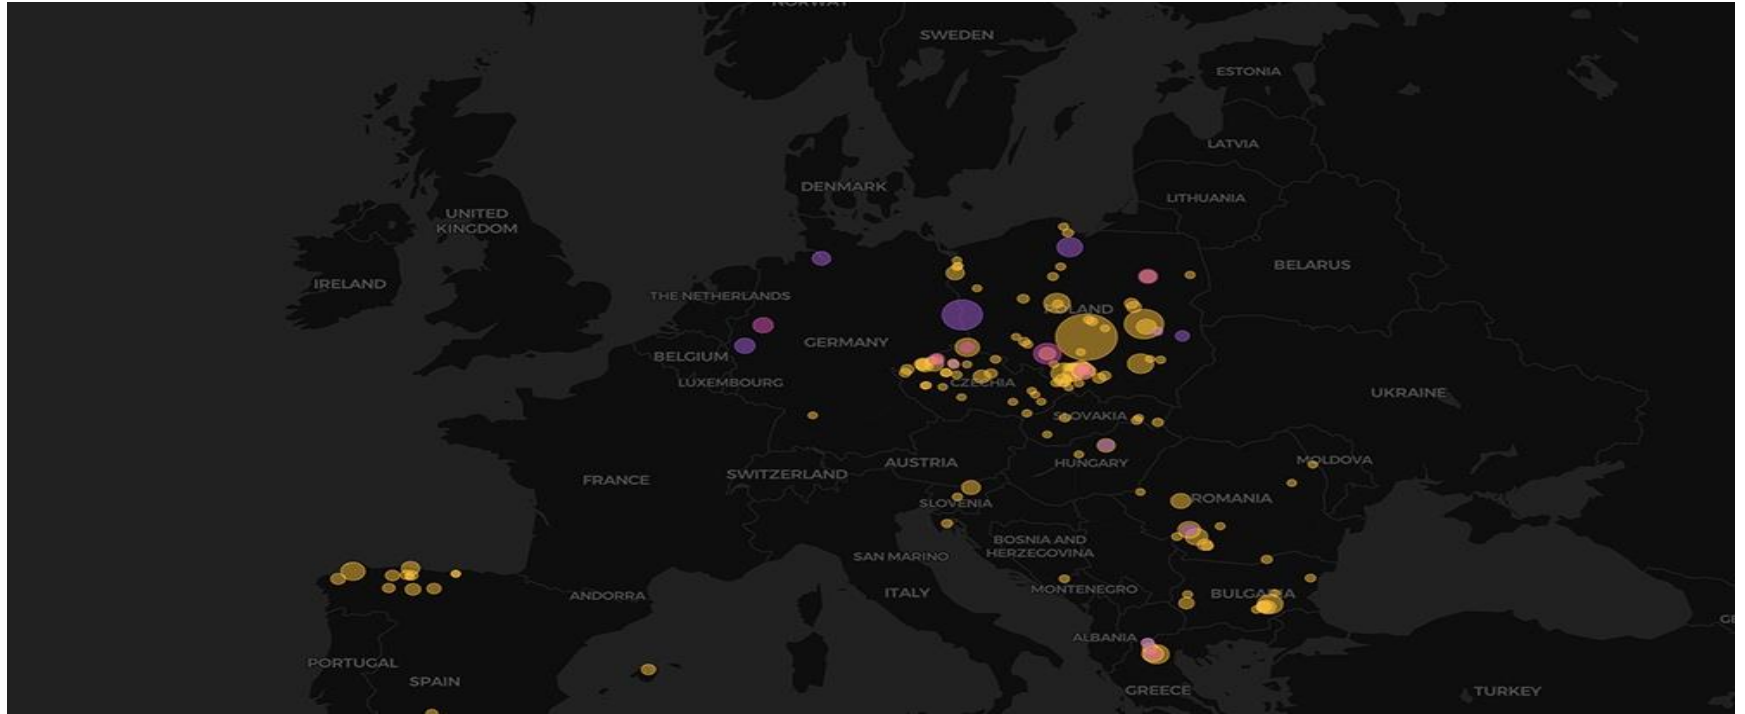 NORWAY
SWEDEN
ESTONIA
LATVIA
DENMARK
LITHUANIA
UNITED
KINGDOM
BELARUS
IRELAND
THE NETHERLANDS
POLAND
GERMANY
BELGIUM
LUXEMBOURG
CZECHIA
UKRAINE
SLOVAKIA
AUSTRIA
HUNGARY
MOLDOVA
SWITZERLAND
FRANCE
SLOVENIA
ROMANIA
BOSNIA AND
HERZEGOVINA
SAN MARINO
MONTENEGRO
ITALY
ANDORRA
BULGARIA
ALBANIA
PORTUGAL
SPAIN
GREECE
TURKEY